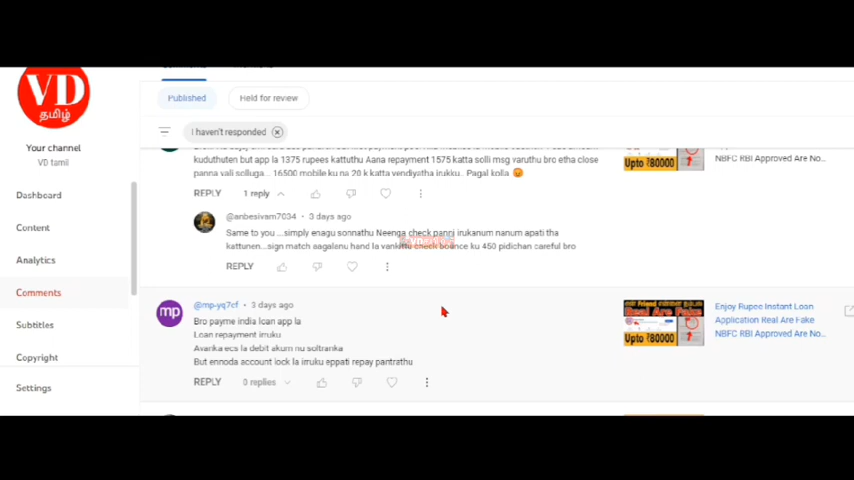 VD
தமிழ்
Your channel
VD tamil
Dashboard
Content
Analytics
Comments
Subtitles
Copyright
Settings
Published
Held for review
I haven't responded
kuduthuten but app la 1375 rupees kattuthu Aana repayment 1575 katta solli msg varuthu bro etha close
panna vali solluga... 16500 mobile ku na 20 k katta vendiyatha irukku.. Pagal kolla 😡
REPLY 1 reply
Upto ₹80000
NBFC RBI Approved Are No...
@anbesivam7034 • 3 days ago
Same to you ...simply enagu sonnathu Neenga check panni irukanum nanum apati tha
kattunen...sign match aagalenu hand la vankittu check bounce ku 450 pidichan careful bro
REPLY
mp
@mp-yq7cf • 3 days ago
Bro payme india loan app la
Loan repayment irruku
Avanka ecs la debit akum nu soltranka
But ennoda account lock la irruku eppati repay pantrathu
REPLY 0 replies
Real Are Fake
Upto ₹80000
Enjoy Rupee Instant Loan
Application Real Are Fake
NBFC RBI Approved Are No...